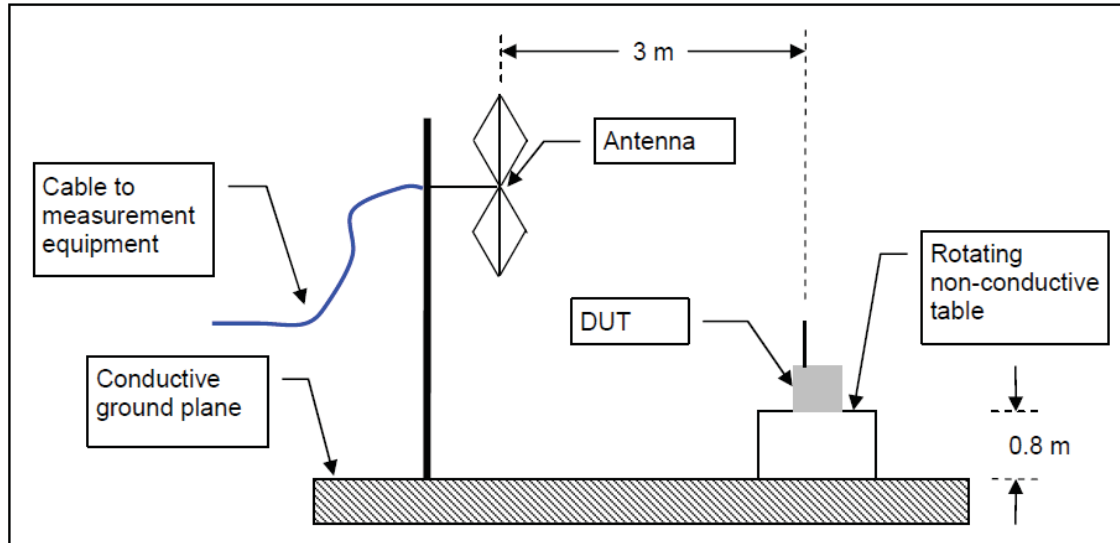 3 m
Antenna
Cable to
measurement
equipment
Rotating
non-conductive
table
DUT
Conductive
ground plane
0.8 m